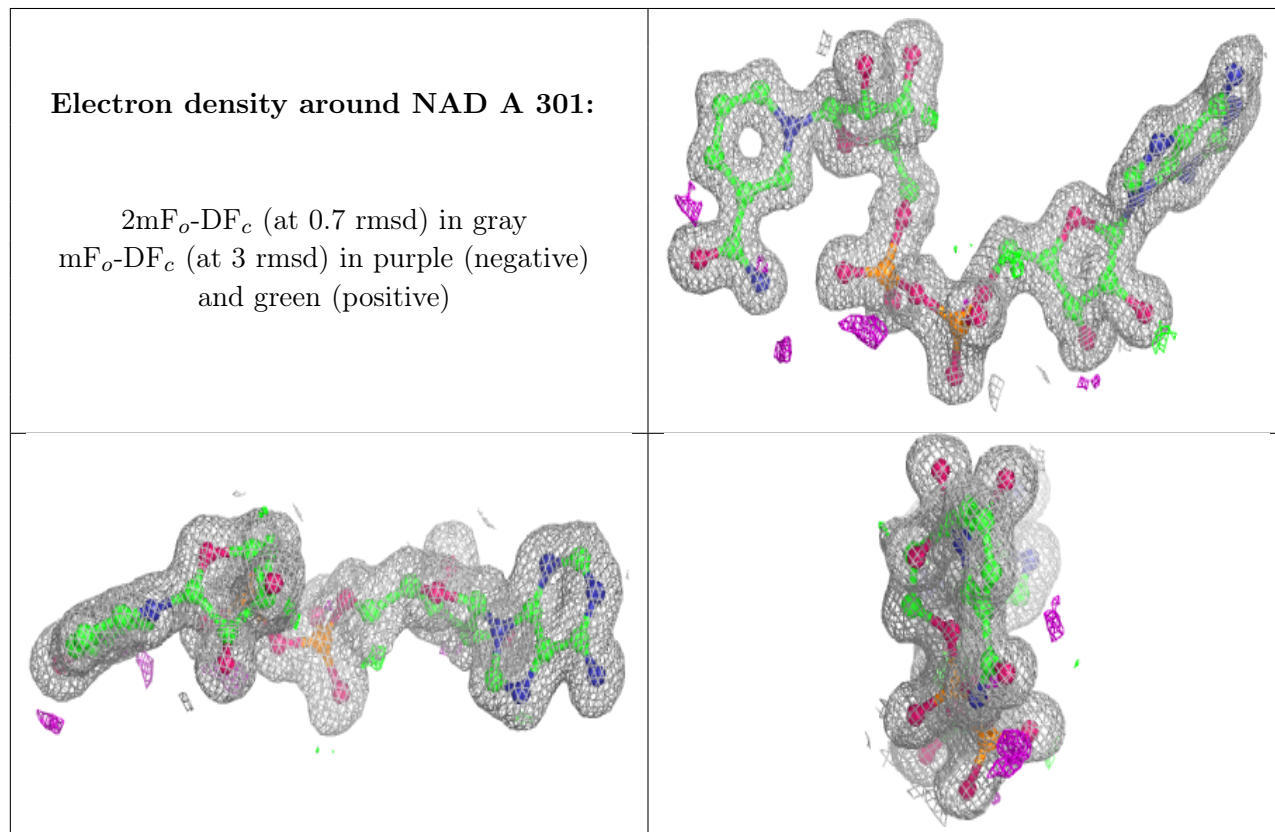 Electron density around NAD A 301:
2mFo-DFc (at 0.7 rmsd) in gray
mFo-DFc (at 3 rmsd) in purple (negative)
and green (positive)